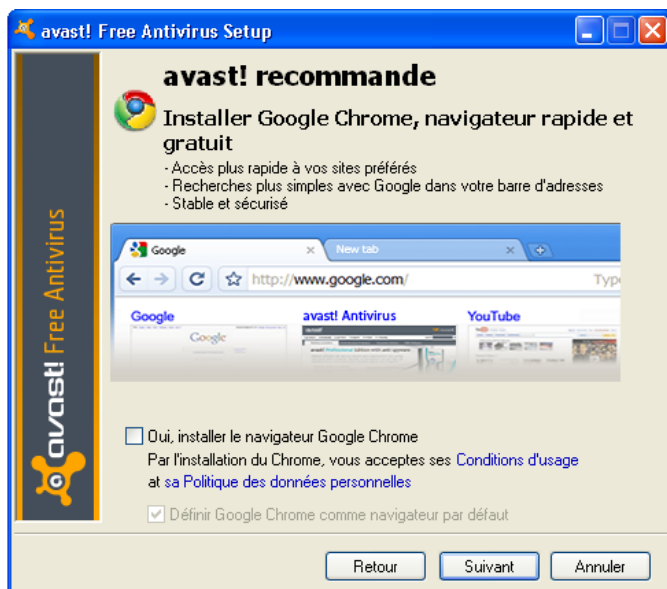 avast! Free Antivirus Setup
avast! Free Antivirus
avast! recommande
Installer Google Chrome, navigateur rapide et
gratuit
- Accès plus rapide à vos sites préférés
- Recherches plus simples avec Google dans votre barre d'adresses
- Stable et sécurisé
Google
New tab
http://www.google.com/
Type
Google
avast! Antivirus
YouTube
Google
Oui, installer le navigateur Google Chrome
Par l'installation du Chrome, vous acceptes ses Conditions d'usage
at sa Politique des données personnelles
Définir Google Chrome comme navigateur par défaut
Retour
Suivant
Annuler